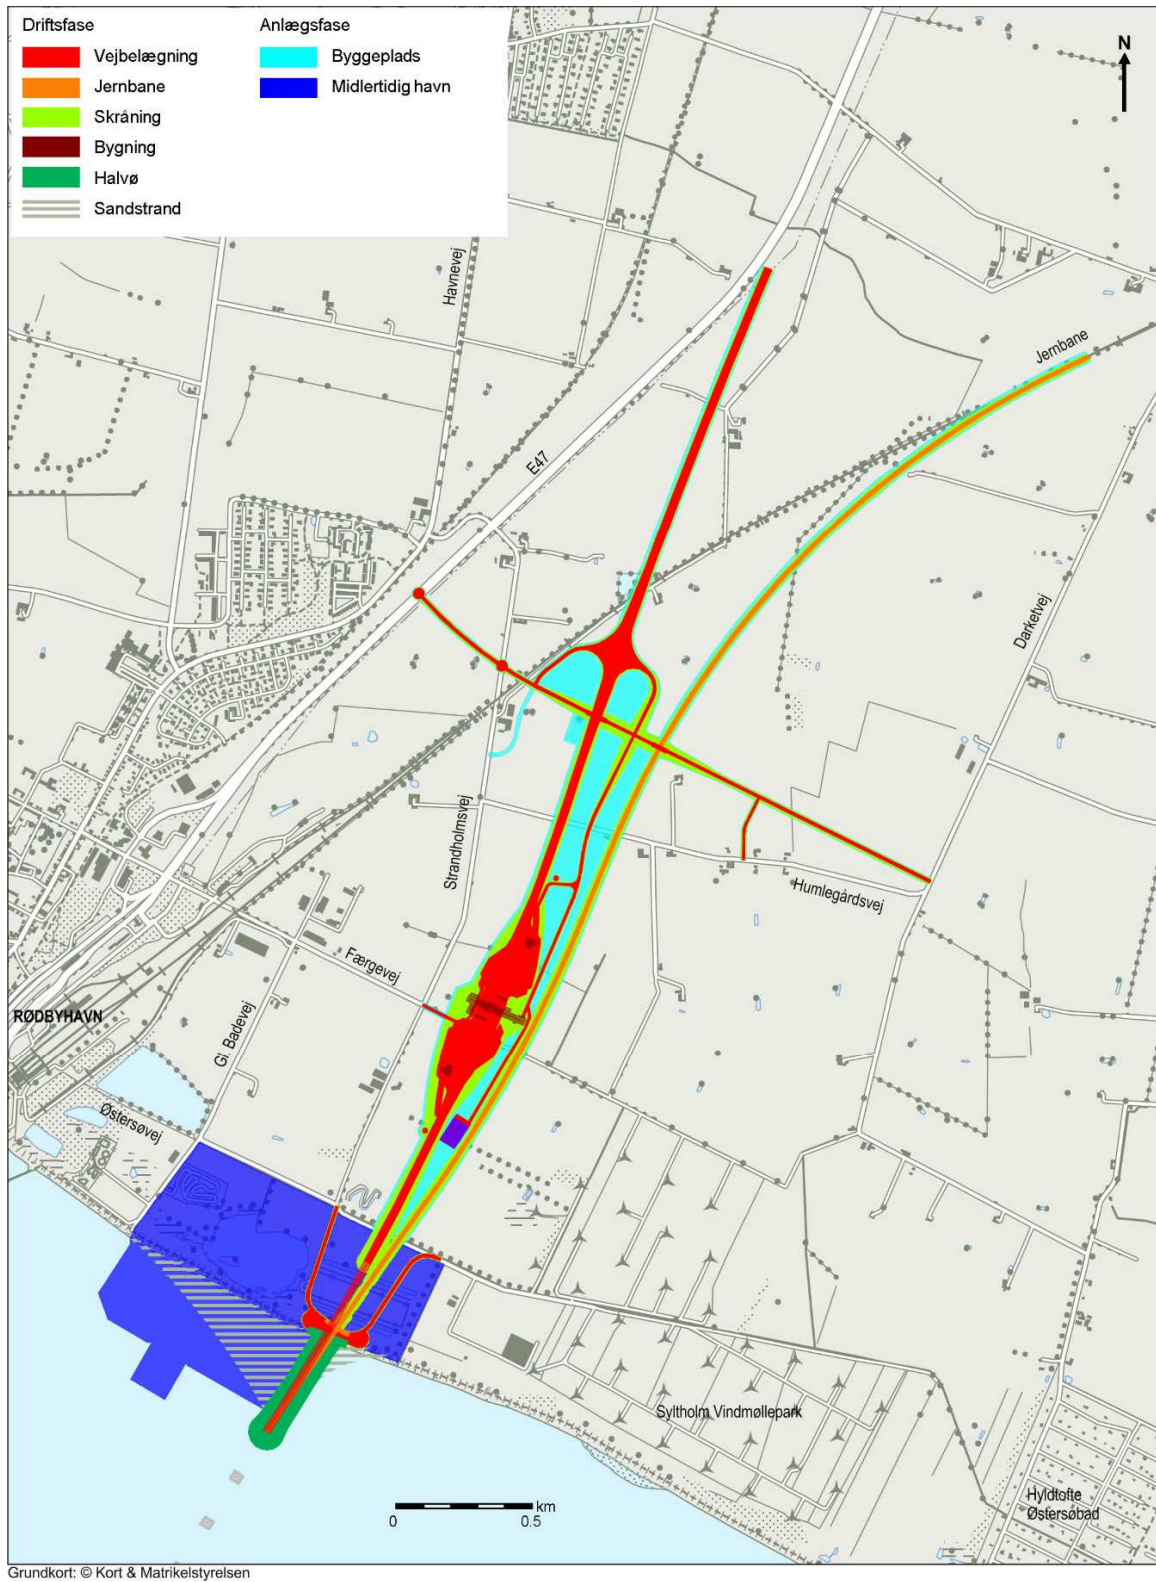 Driftsfase
Vejbelægning
Jernbane
Skråning
Bygning
Halvø
Sandstrand
Anlægsfase
Byggeplads
Midlertidig havn
N
Havnevej
Jernbane
E47
Darketvej
Strandholmsvej
Humlegårdsvej
Færgevej
RØDBYHAVN
Gl. Badevej
Østersøvej
Syltholm Vindmøllepark
Hyldtofte
Østersøbad
km
0 0.5
Grundkort: © Kort & Matrikelstyrelsen